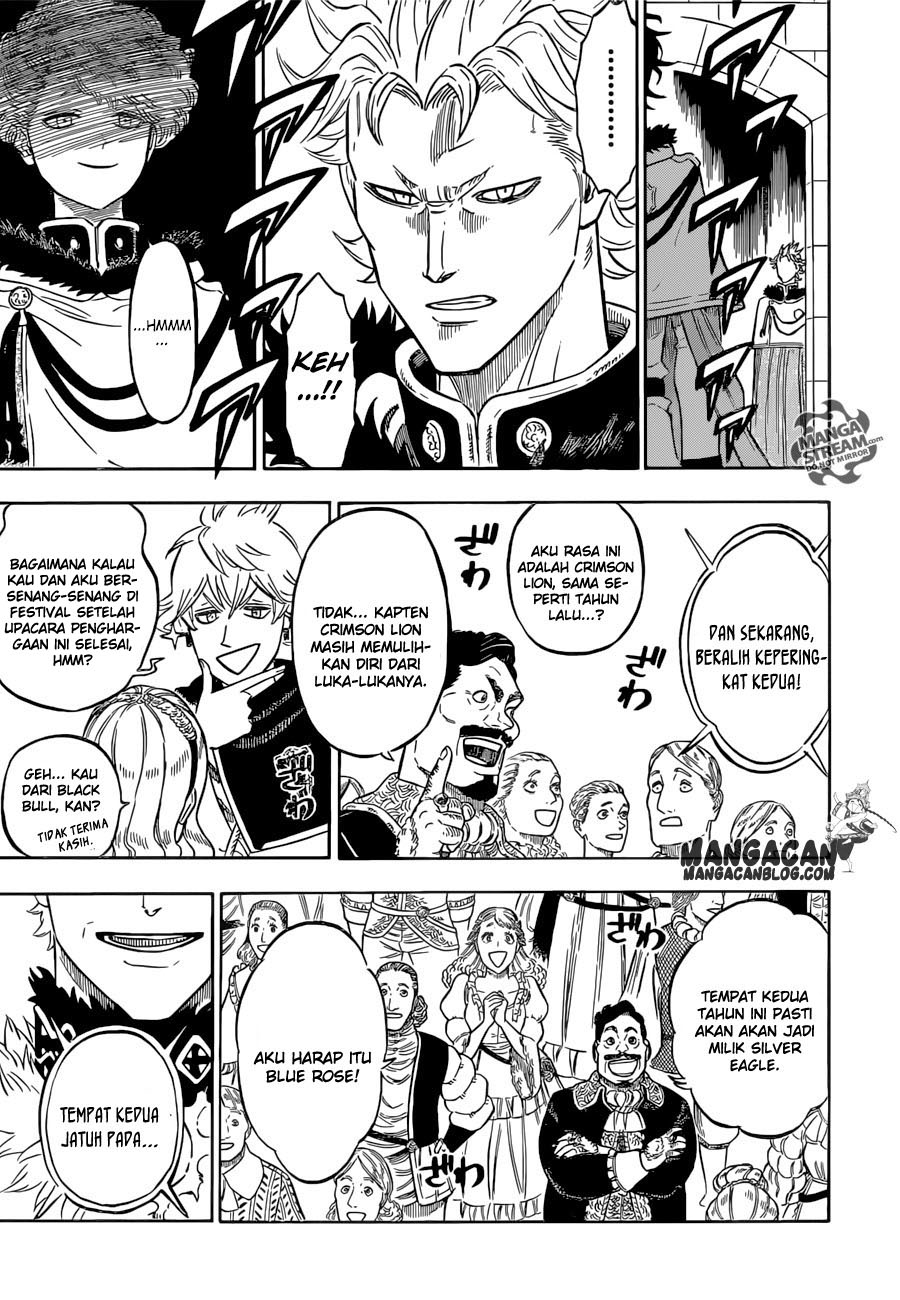 .........
KEH
...!!
...HMMM
...
MANGA
STREAM.com
DO NOT MIRROR
DAN SEKARANG,
BERALIH KEPERING-
KAT KEDUA!
AKU RASA INI
ADALAH CRIMSON
LION, SAMA SE-
PERTI TAHUN
LALU...?
ざわ
TIDAK... KAPTEN
CRIMSON LION
MASIH MEMULIH-
KAN DIRI DARI
LUKA-LUKANYA.
BAGAIMANA KALAU
KAU DAN AKU BER-
SENANG-SENANG DI
FESTIVAL SETELAH
UPACARA PENGHAR-
GAAN INI SELESAI,
HMM?
ざわ
GEH... KAU
DARI BLACK
BULL, KAN?
TIDAK TERIMA
KASIH.
MANGACAN
MANGACANBLOG.COM
TEMPAT KEDUA
TAHUN INI PASTI
AKAN AKAN JADI
MILIK SILVER
EAGLE.
ざわ
AKU HARAP ITU
BLUE ROSE!
ざわ
TEMPAT KEDUA
JATUH PADA...